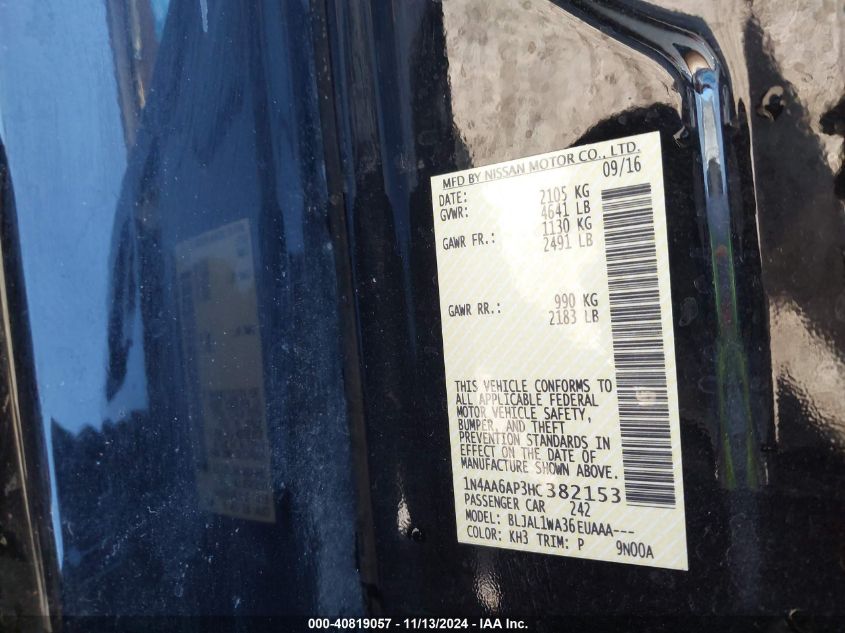 MFD BY NISSAN MOTOR CO., LTD.
DATE: 09/16
GVWR: 2105 KG
4641 LB
GAWR FR.: 1130 KG
2491 LB
GAWR RR.: 990 KG
2183 LB
THIS VEHICLE CONFORMS TO
ALL APPLICABLE FEDERAL
MOTOR VEHICLE SAFETY,
BUMPER, AND THEFT
PREVENTION STANDARDS IN
EFFECT ON THE DATE OF
MANUFACTURE SHOWN ABOVE.
1N4AA6AP3HC382153
PASSENGER CAR 242
MODEL: BLJAL1WA36EUAAA---
COLOR: KH3 TRIM: P 9N00A
000-40819057 - 11/13/2024 - IAA Inc.